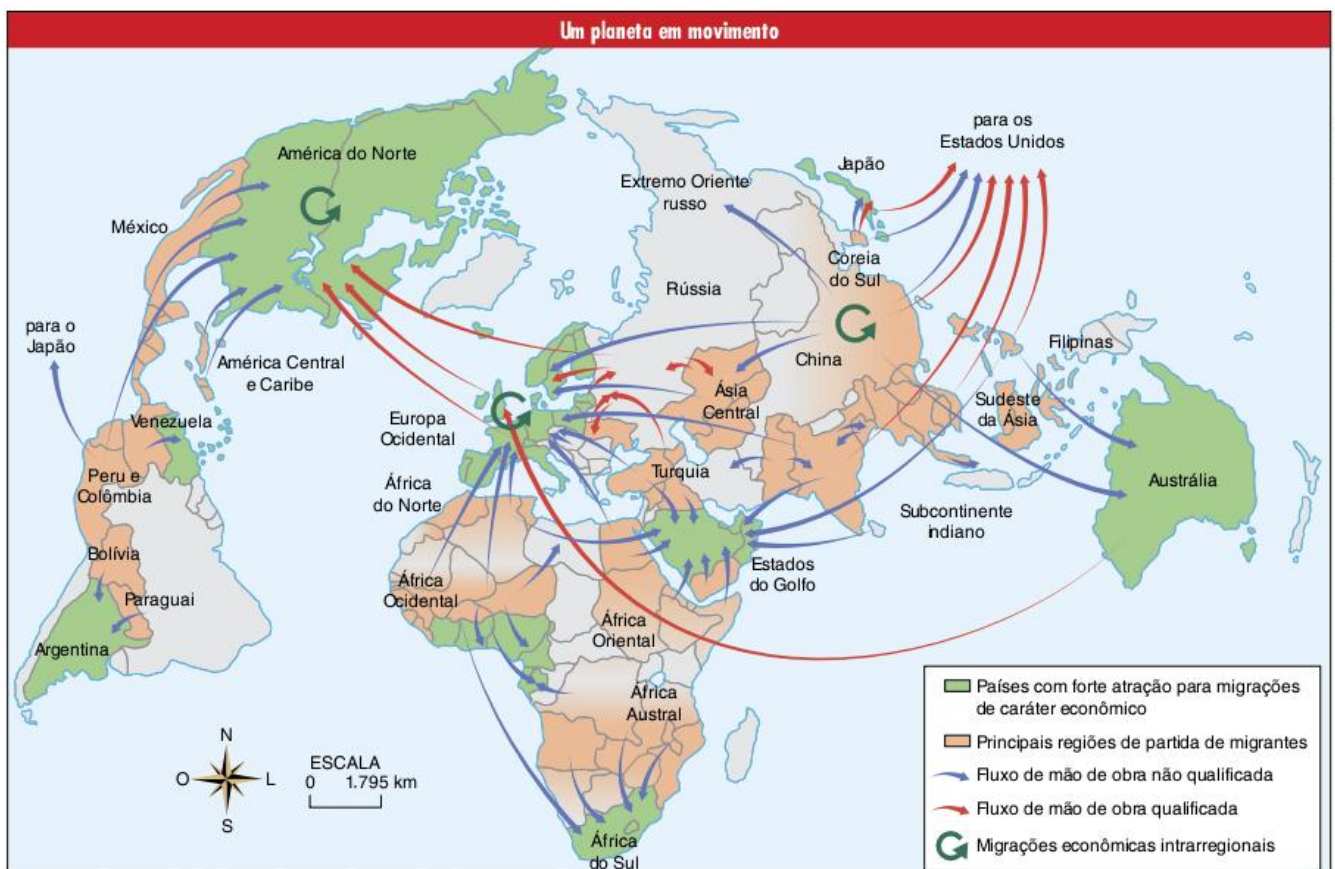 Um planeta em movimento
América do Norte
México
para o
Japão
América Central
e Caribe
Venezuela
Peru e
Colômbia
Bolívia
Paraguai
Argentina
Europa
Ocidental
África
do Norte
África
Ocidental
África
Oriental
África
Austral
África
do Sul
Extremo Oriente
russo
Rússia
Ásia
Central
Turquia
Estados
do Golfo
China
Coreia
do Sul
Japão
para os
Estados Unidos
Filipinas
Sudeste
da Ásia
Subcontinente
indiano
Austrália
N
O
L
S
ESCALA
0 1.795 km
Países com forte atração para migrações
de caráter econômico
Principais regiões de partida de migrantes
Fluxo de mão de obra não qualificada
Fluxo de mão de obra qualificada
Migrações econômicas intrarregionais